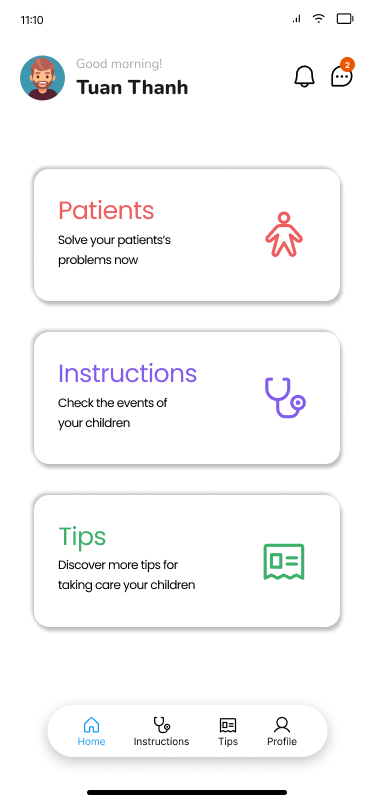 11:10
Good morning!
Tuan Thanh
2
Patients
Solve your patients’s
problems now
Instructions
Check the events of
your children
Tips
Discover more tips for
taking care your children
Home
Instructions
Tips
Profile